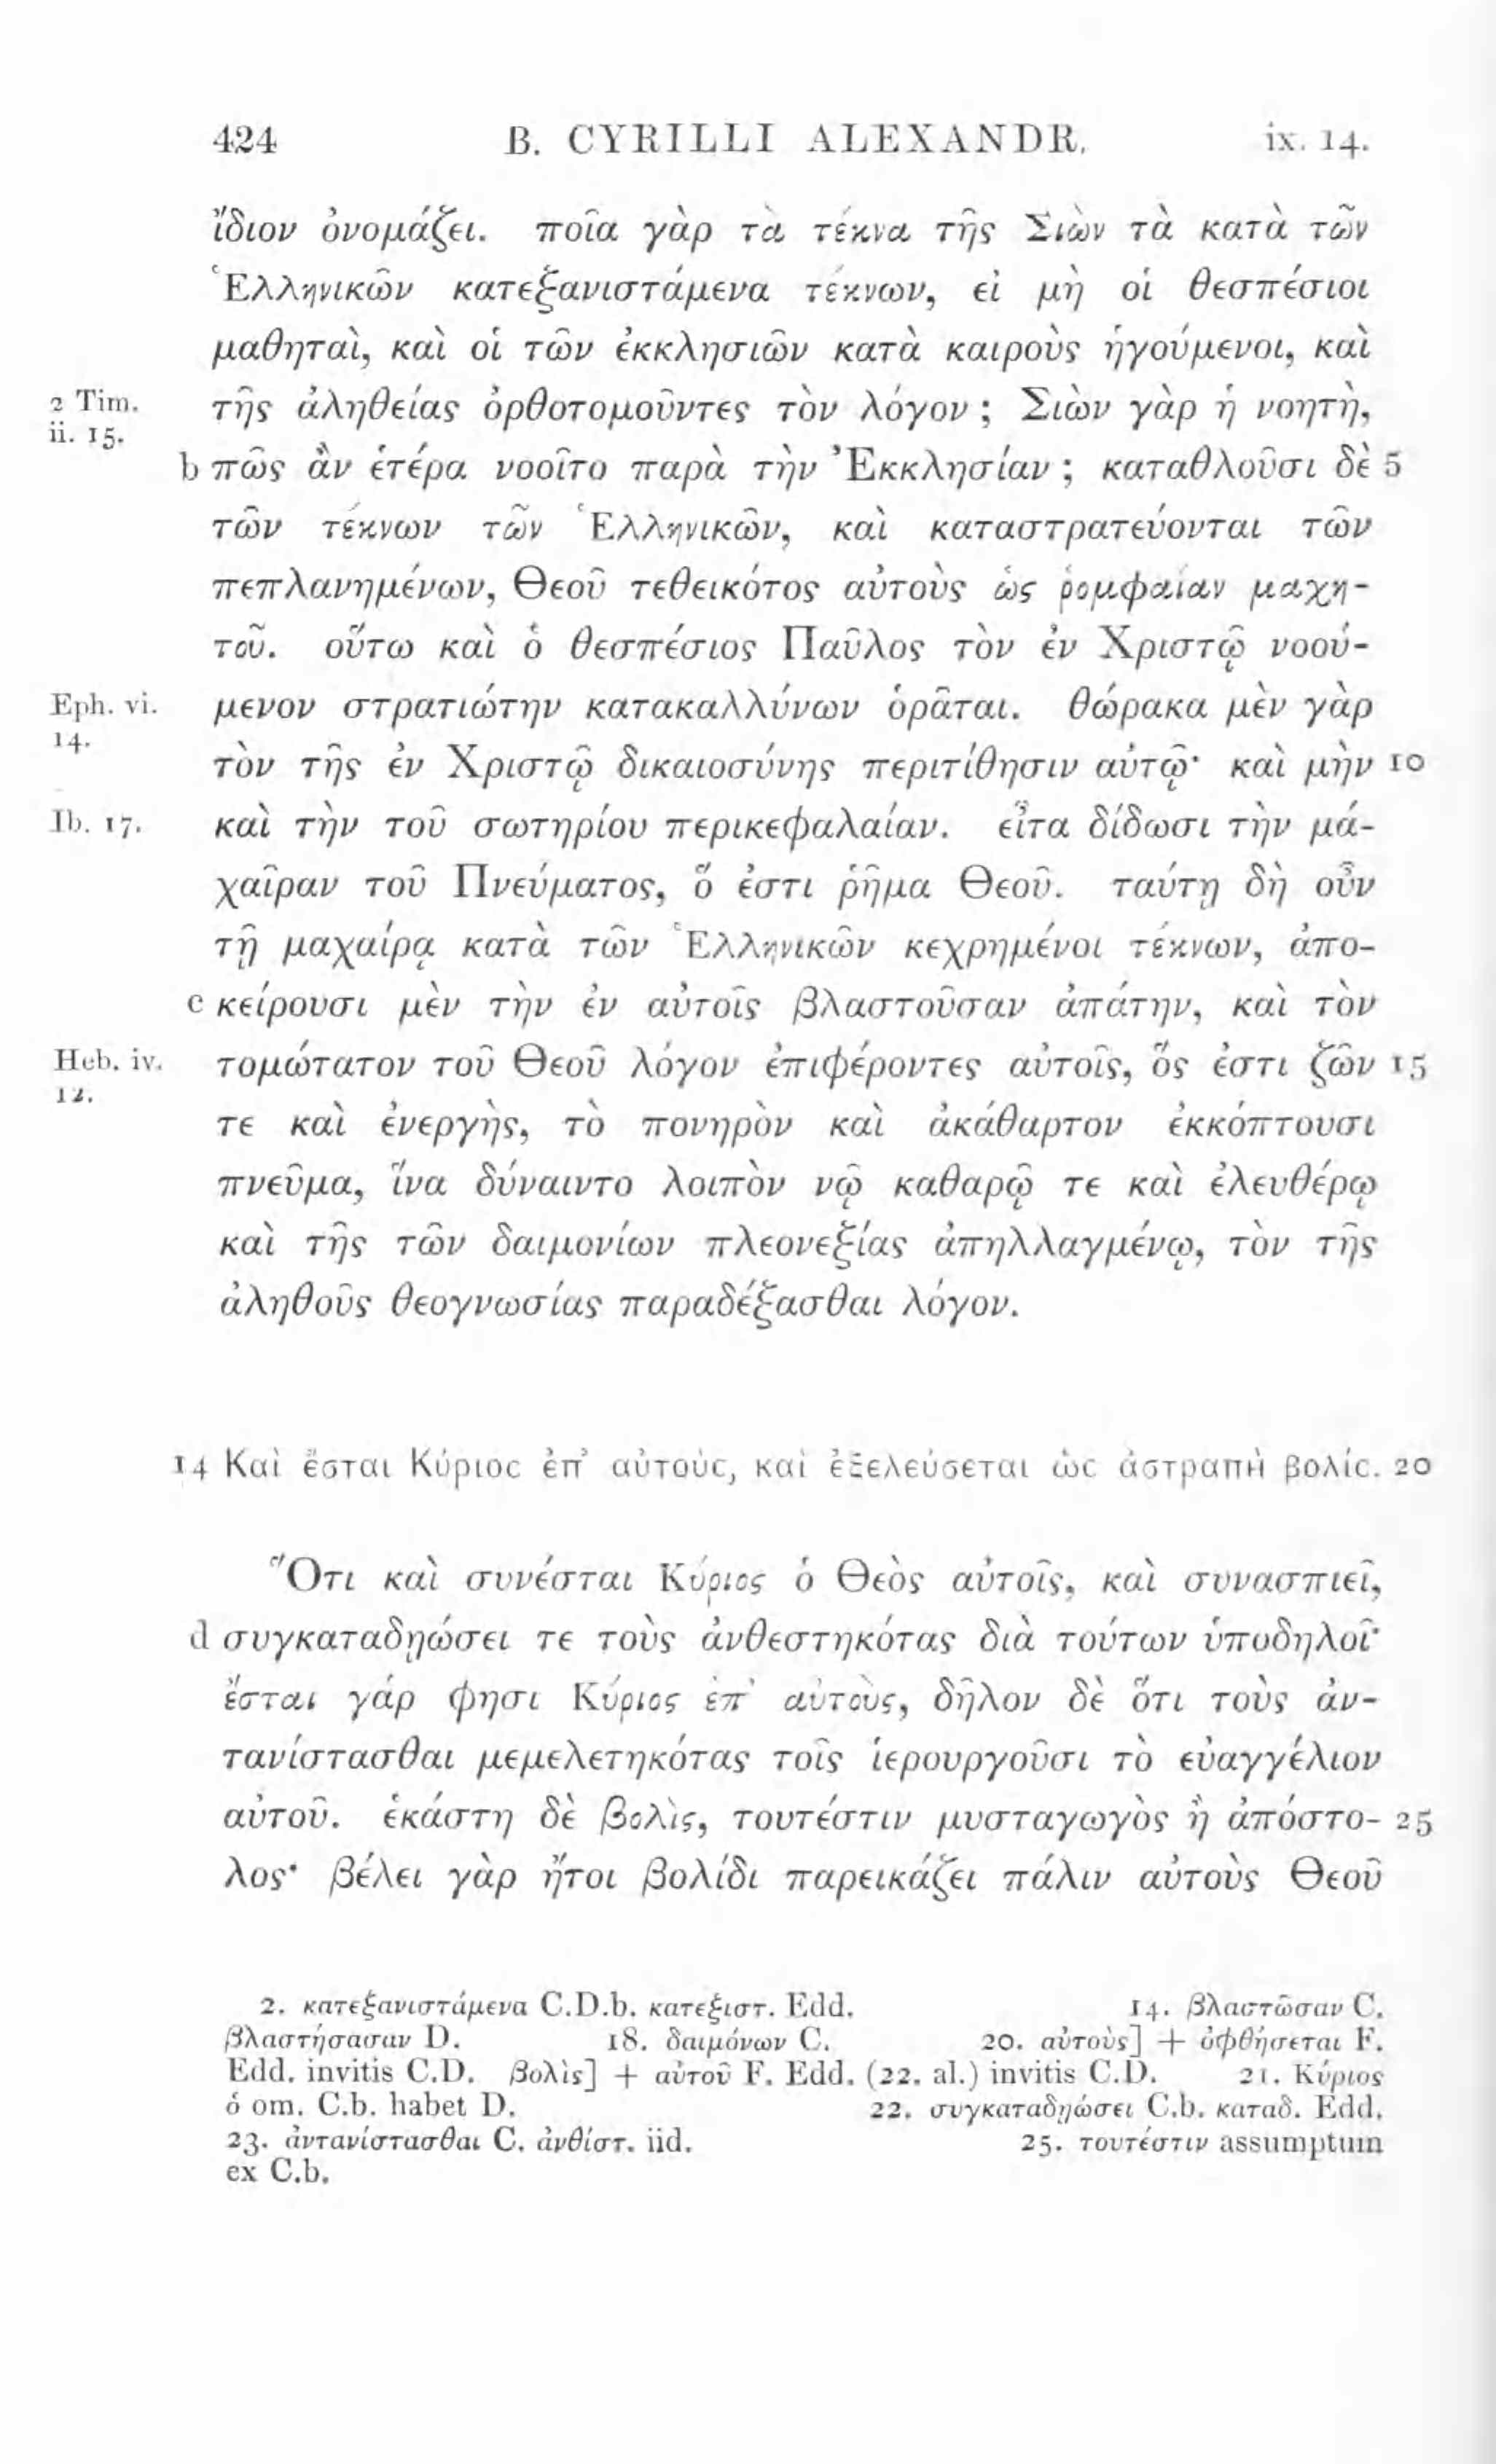 424 B. CYRILLI ALEXANDR. ix. 14.
ἴδιον ὀνομάζει. ποῖα γὰρ τὰ τέκνα τῆς Σιὼν τὰ κατὰ τῶν
Ἑλληνικῶν κατεξανιστάμενα τέκνων, εἰ μὴ οἱ θεσπέσιοι
μαθηταὶ, καὶ οἱ τῶν ἐκκλησιῶν κατὰ καιροὺς ἡγούμενοι, καὶ
2 Tim. τῆς ἀληθείας ὀρθοτομοῦντες τὸν λόγον ; Σιὼν γὰρ ἡ νοητὴ,
ii. 15.
b πῶς ἂν ἑτέρα νοοῖτο παρὰ τὴν Ἐκκλησίαν ; καταθλοῦσι δὲ 5
τῶν τέκνων τῶν Ἑλληνικῶν, καὶ καταστρατεύονται τῶν
πεπλανημένων, Θεοῦ τεθεικότος αὐτοὺς ὡς ῥομφαίαν μαχη-
τοῦ. οὕτω καὶ ὁ θεσπέσιος Παῦλος τὸν ἐν Χριστῷ νοού-
Eph. vi. μενον στρατιώτην κατακαλλύνων ὁρᾶται. θώρακα μὲν γὰρ
14.
τὸν τῆς ἐν Χριστῷ δικαιοσύνης περιτίθησιν αὐτῷ· καὶ μὴν 10
Ib. 17. καὶ τὴν τοῦ σωτηρίου περικεφαλαίαν. εἶτα δίδωσι τὴν μά-
χαῖραν τοῦ Πνεύματος, ὅ ἐστι ῥῆμα Θεοῦ. ταύτῃ δὴ οὖν
τῇ μαχαίρᾳ κατὰ τῶν Ἑλληνικῶν κεχρημένοι τέκνων, ἀπο-
c κείρουσι μὲν τὴν ἐν αὐτοῖς βλαστοῦσαν ἀπάτην, καὶ τὸν
Heb. iv. τομώτατον τοῦ Θεοῦ λόγον ἐπιφέροντες αὐτοῖς, ὅς ἐστι ζῶν 15
12.
τε καὶ ἐνεργὴς, τὸ πονηρὸν καὶ ἀκάθαρτον ἐκκόπτουσι
πνεῦμα, ἵνα δύναιντο λοιπὸν νῷ καθαρῷ τε καὶ ἐλευθέρῳ
καὶ τῆς τῶν δαιμονίων πλεονεξίας ἀπηλλαγμένῳ, τὸν τῆς
ἀληθοῦς θεογνωσίας παραδέξασθαι λόγον.
14 Καὶ ἔσται Κύριος ἐπ᾽ αὐτοὺς, καὶ ἐξελεύσεται ὡς ἀστραπὴ βολίς. 20
Ὅτι καὶ συνέσται Κύριος ὁ Θεὸς αὐτοῖς, καὶ συνασπιεῖ,
d συγκαταδῃώσει τε τοὺς ἀνθεστηκότας διὰ τούτων ὑποδηλοῖ·
ἔσται γάρ φησι Κύριος ἐπ᾽ αὐτοὺς, δῆλον δὲ ὅτι τοὺς ἀν-
τανίστασθαι μεμελετηκότας τοῖς ἱερουργοῦσι τὸ εὐαγγέλιον
αὐτοῦ. ἑκάστη δὲ βολὶς, τουτέστιν μυσταγωγὸς ἢ ἀπόστο- 25
λος· βέλει γὰρ ἤτοι βολίδι παρεικάζει πάλιν αὐτοὺς Θεοῦ
2. κατεξανιστάμενα C.D.b. κατεξιστ. Edd. 14. βλαστῶσαν C.
βλαστήσασαν D. 18. δαιμόνων C. 20. αὐτοὺς] + ὀφθήσεται F.
Edd. invitis C.D. βολὶς] + αὐτοῦ F. Edd. (22. al.) invitis C.D. 21. Κύριος
ὁ om. C.b. habet D. 22. συγκαταδῃώσει C.b. καταδ. Edd.
23. ἀντανίστασθαι C. ἀνθίστ. iid. 25. τουτέστιν assumptum
ex C.b.